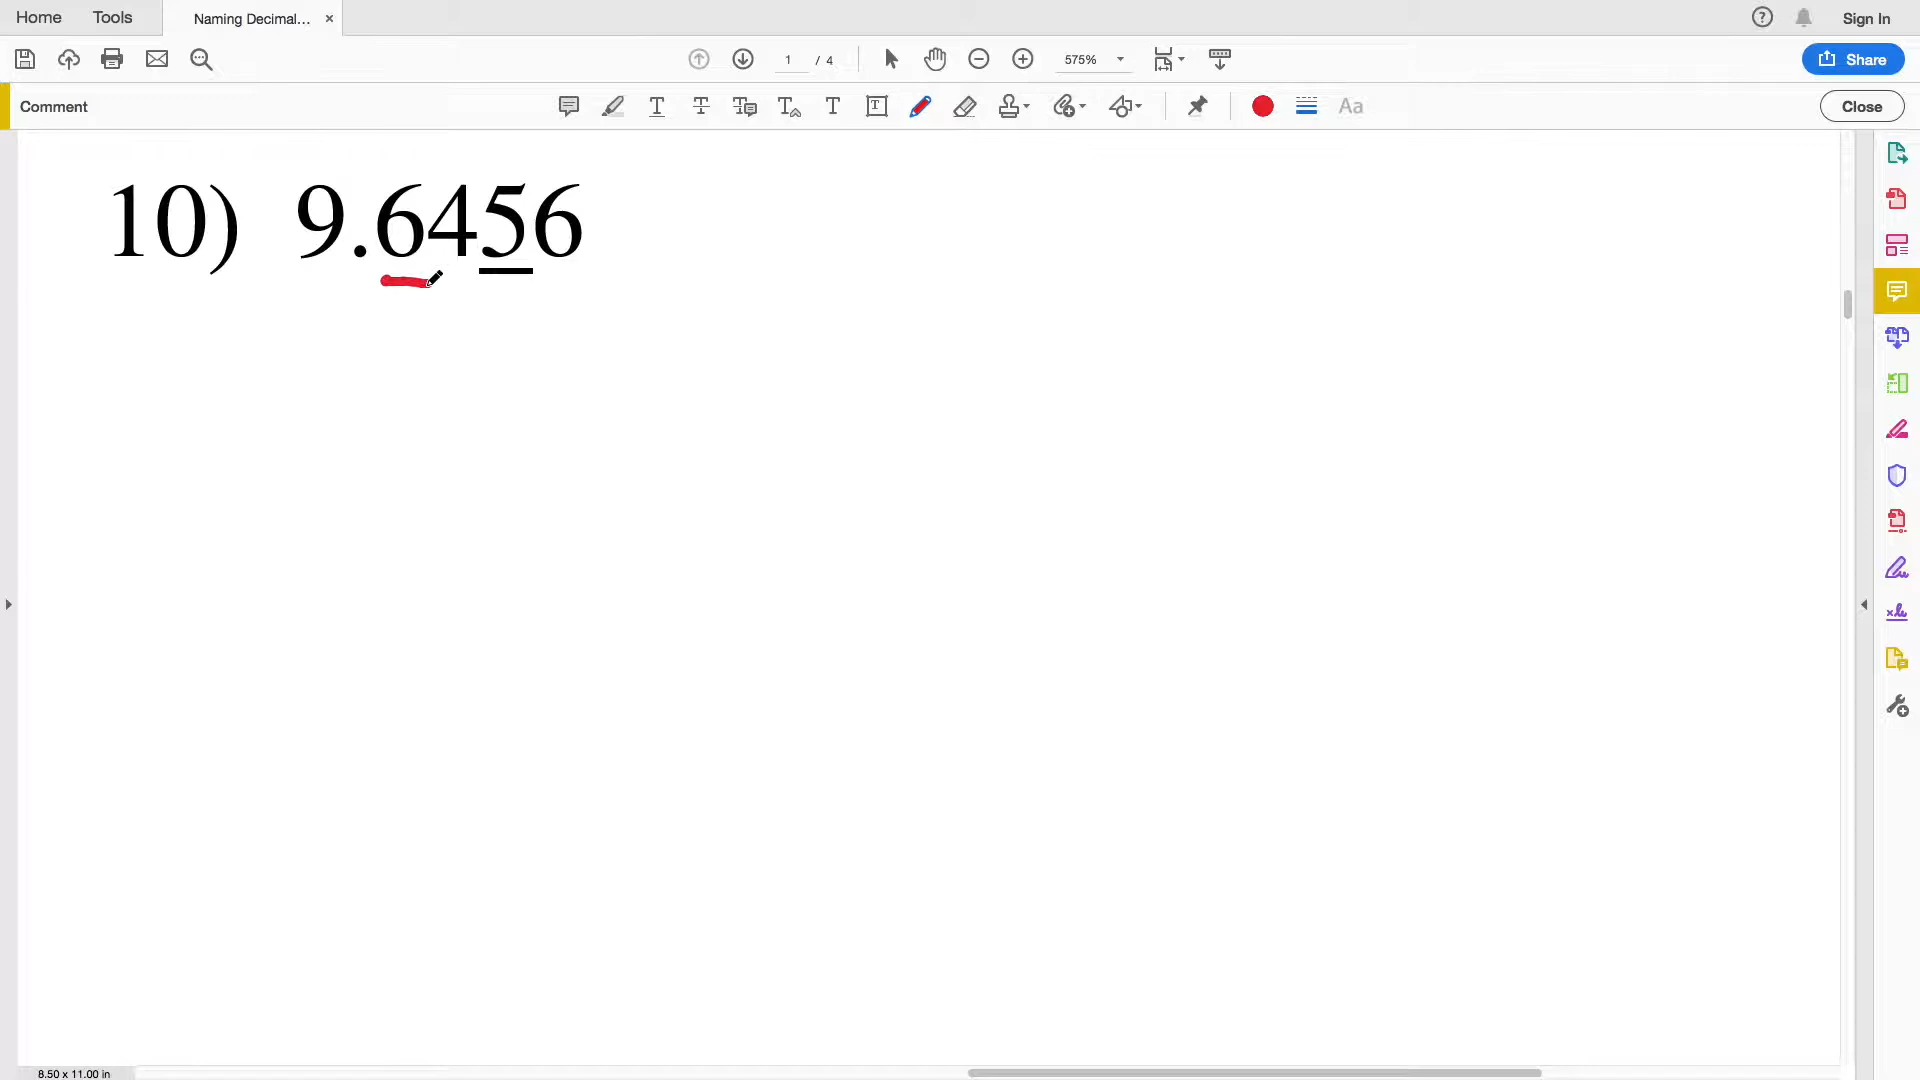 Home Tools Naming Decimal... × Sign In
1 / 4 575% Share
Comment T T T T T T Aa Close
10) 9.6456
8.50 x 11.00 in